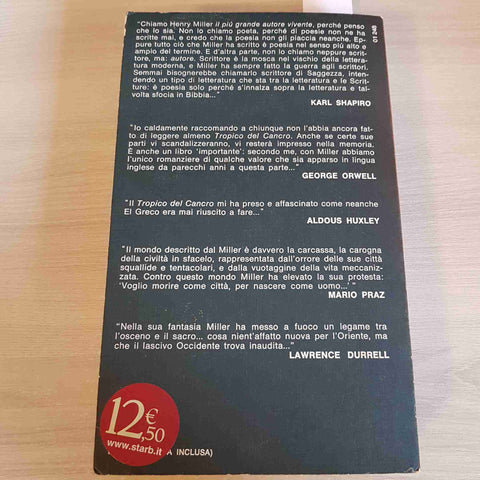 "Chiamo Henry Miller il più grande autore vivente, perché penso
che lo sia. Non lo chiamo poeta, perché di poesie non ne ha
scritte mai, e credo che la poesia non gli piaccia neanche. Ep-
pure tutto ciò che Miller ha scritto è poesia nel senso più alto e
ampio del termine. E d'altra parte, non lo chiamo neppure scrit-
tore, ma: autore. Scrittore è la mosca nel vischio della lettera-
tura moderna, e Miller ha sempre fatto la guerra agli scrittori.
Semmai bisognerebbe chiamarlo scrittore di Saggezza, inten-
dendo un tipo di letteratura che sta tra la letteratura e le Scrit-
ture: è poesia solo perché s'innalza sopra la letteratura e tal-
volta sfocia in Bibbia..."
KARL SHAPIRO
"Io caldamente raccomando a chiunque non l'abbia ancora fat-
to di leggere almeno Tropico del Cancro. Anche se certe sue
parti vi scandalizzeranno, vi resterà impresso nella memoria.
È anche un libro 'importante': secondo me, con Miller abbiamo
l'unico romanziere di qualche valore che sia apparso in lingua
inglese da parecchi anni a questa parte..."
GEORGE ORWELL
"Il Tropico del Cancro mi ha preso e affascinato come neanche
El Greco era mai riuscito a fare..."
ALDOUS HUXLEY
"Il mondo descritto dal Miller è davvero la carcassa, la carogna
della civiltà in sfacelo, rappresentata dall'orrore delle sue città
squallide e tentacolari, e dalla vuotaggine della vita meccaniz-
zata. Contro questo mondo Miller ha elevato la sua protesta:
'Voglio morire come città, per nascere come uomo...'"
MARIO PRAZ
"Nella sua fantasia Miller ha messo a fuoco un legame tra
l'osceno e il sacro... cosa nient'affatto nuova per l'Oriente, ma
che il lascivo Occidente trova inaudita..."
LAWRENCE DURRELL
12,50 €
www.starb.it
A INCLUSA)
CI 248